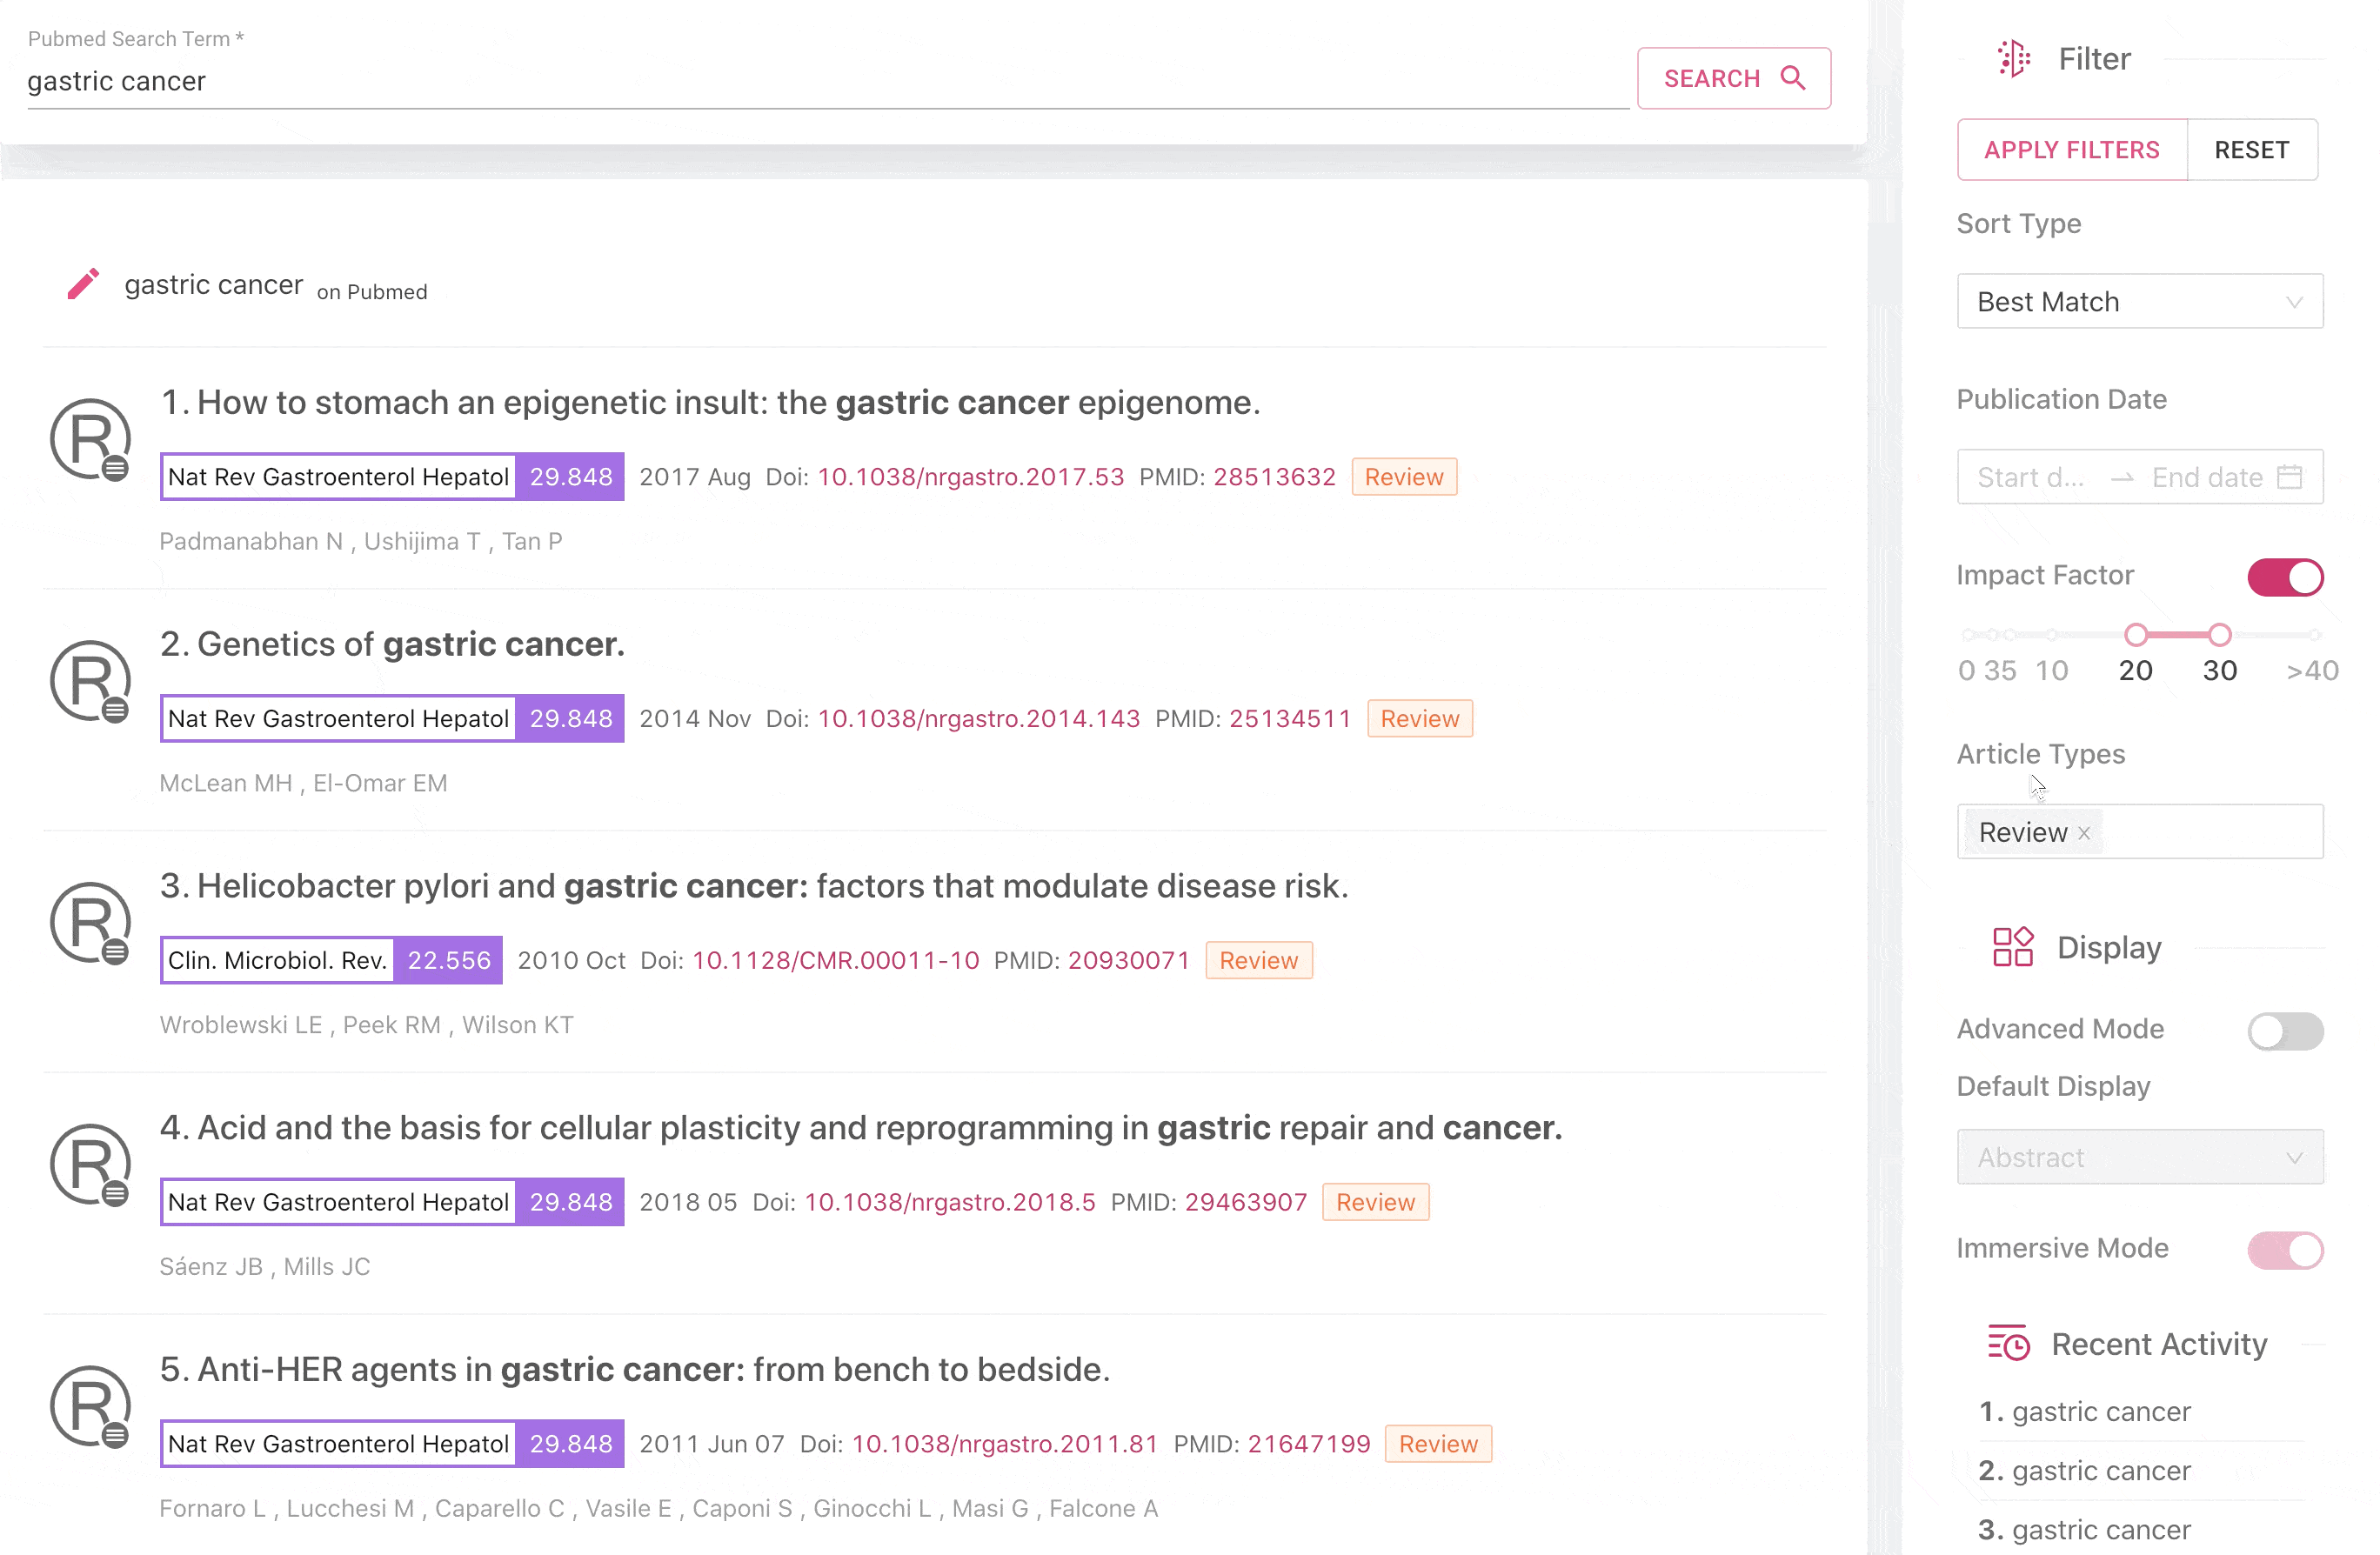 Pubmed Search Term *
gastric cancer
SEARCH
gastric cancer on Pubmed
1. How to stomach an epigenetic insult: the gastric cancer epigenome.
Nat Rev Gastroenterol Hepatol 29.848 2017 Aug Doi: 10.1038/nrgastro.2017.53 PMID: 28513632 Review
Padmanabhan N , Ushijima T , Tan P
2. Genetics of gastric cancer.
Nat Rev Gastroenterol Hepatol 29.848 2014 Nov Doi: 10.1038/nrgastro.2014.143 PMID: 25134511 Review
McLean MH , El-Omar EM
3. Helicobacter pylori and gastric cancer: factors that modulate disease risk.
Clin. Microbiol. Rev. 22.556 2010 Oct Doi: 10.1128/CMR.00011-10 PMID: 20930071 Review
Wroblewski LE , Peek RM , Wilson KT
4. Acid and the basis for cellular plasticity and reprogramming in gastric repair and cancer.
Nat Rev Gastroenterol Hepatol 29.848 2018 05 Doi: 10.1038/nrgastro.2018.5 PMID: 29463907 Review
Sáenz JB , Mills JC
5. Anti-HER agents in gastric cancer: from bench to bedside.
Nat Rev Gastroenterol Hepatol 29.848 2011 Jun 07 Doi: 10.1038/nrgastro.2011.81 PMID: 21647199 Review
Fornaro L , Lucchesi M , Caparello C , Vasile E , Caponi S , Ginocchi L , Masi G , Falcone A
Filter
APPLY FILTERS RESET
Sort Type
Best Match
Publication Date
Start d... → End date
Impact Factor
0 3 5 10 20 30 >40
Article Types
Review ×
Display
Advanced Mode
Default Display
Abstract
Immersive Mode
Recent Activity
1. gastric cancer
2. gastric cancer
3. gastric cancer